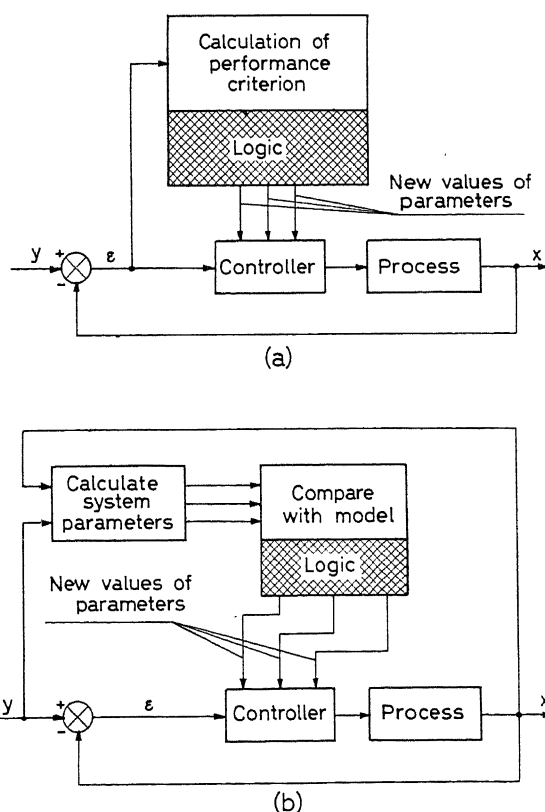 Calculation of
performance
criterion
Logic
New values of
parameters
y
+
-
ε
Controller
Process
x
(a)
Calculate
system
parameters
Compare
with model
Logic
New values of
parameters
y
+
-
ε
Controller
Process
x
(b)